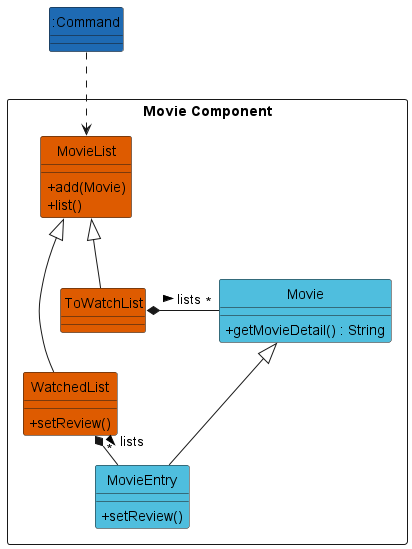 :Command
Movie Component
MovieList
+add(Movie)
+list()
ToWatchList
lists
*
Movie
+getMovieDetail() : String
WatchedList
+setReview()
*
lists
MovieEntry
+setReview()